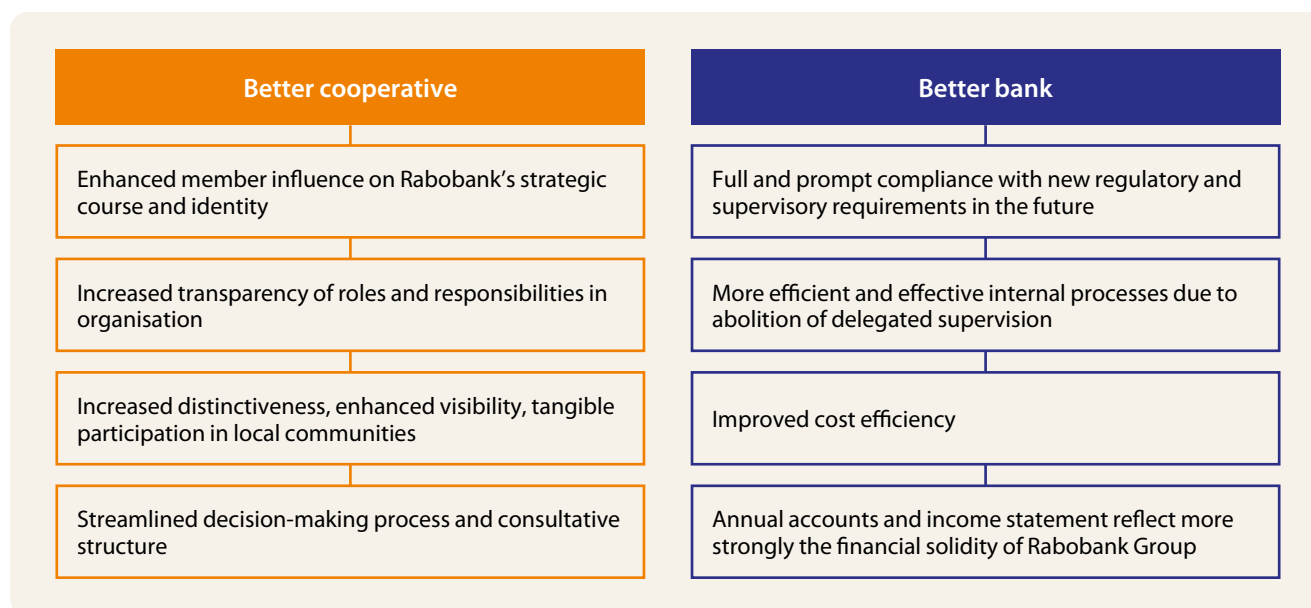 Better cooperative
Enhanced member influence on Rabobank’s strategic
course and identity
Increased transparency of roles and responsibilities in
organisation
Increased distinctiveness, enhanced visibility, tangible
participation in local communities
Streamlined decision-making process and consultative
structure
Better bank
Full and prompt compliance with new regulatory and
supervisory requirements in the future
More efficient and effective internal processes due to
abolition of delegated supervision
Improved cost efficiency
Annual accounts and income statement reflect more
strongly the financial solidity of Rabobank Group